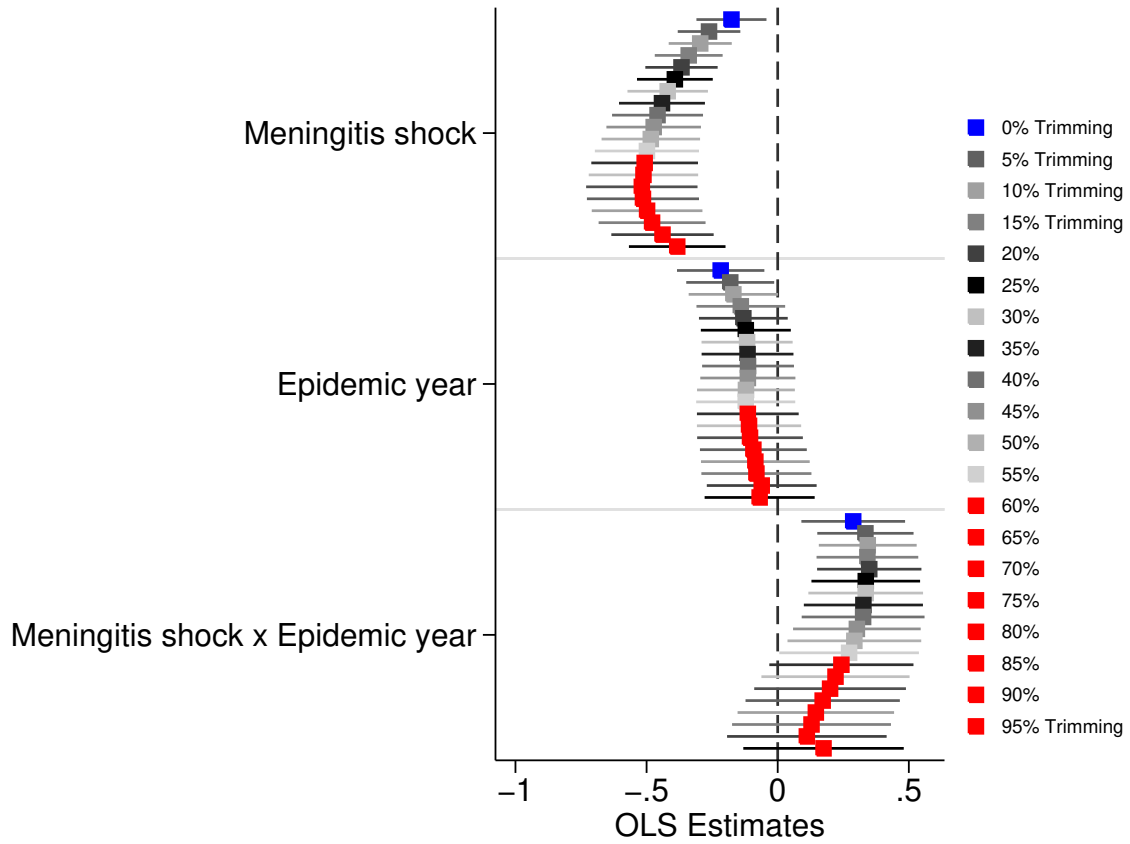 Meningitis shock
Epidemic year
Meningitis shock x Epidemic year
−1
−.5
0
.5
OLS Estimates
0% Trimming
5% Trimming
10% Trimming
15% Trimming
20%
25%
30%
35%
40%
45%
50%
55%
60%
65%
70%
75%
80%
85%
90%
95% Trimming